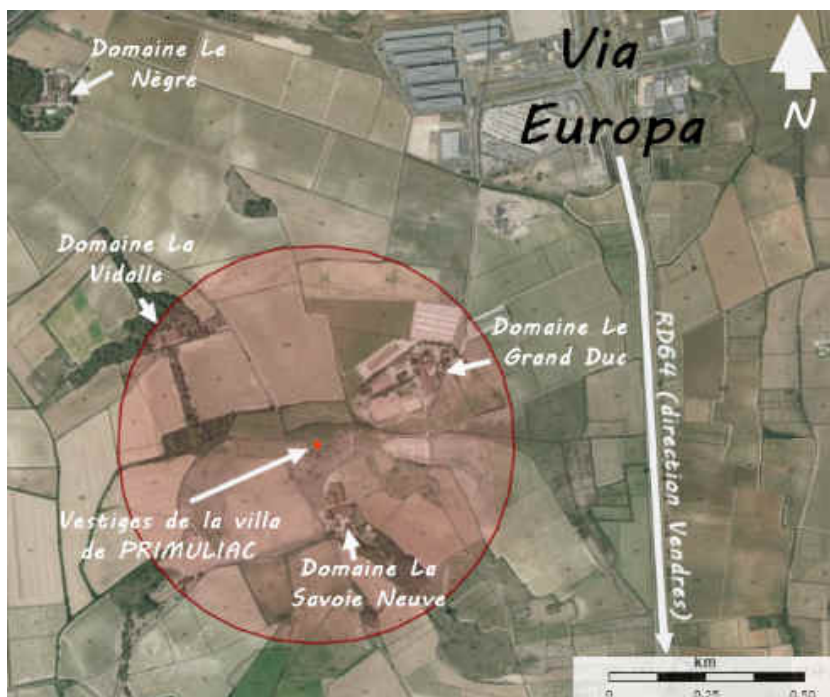 Domaine Le
Nègre
Via
Europa
N
Domaine La
Vidalle
Domaine Le
Grand Duc
RD64 (direction Vendres)
Vestiges de la villa
de PRIMULIAC
Domaine La
Savoie Neuve
km
0 0.25 0.50